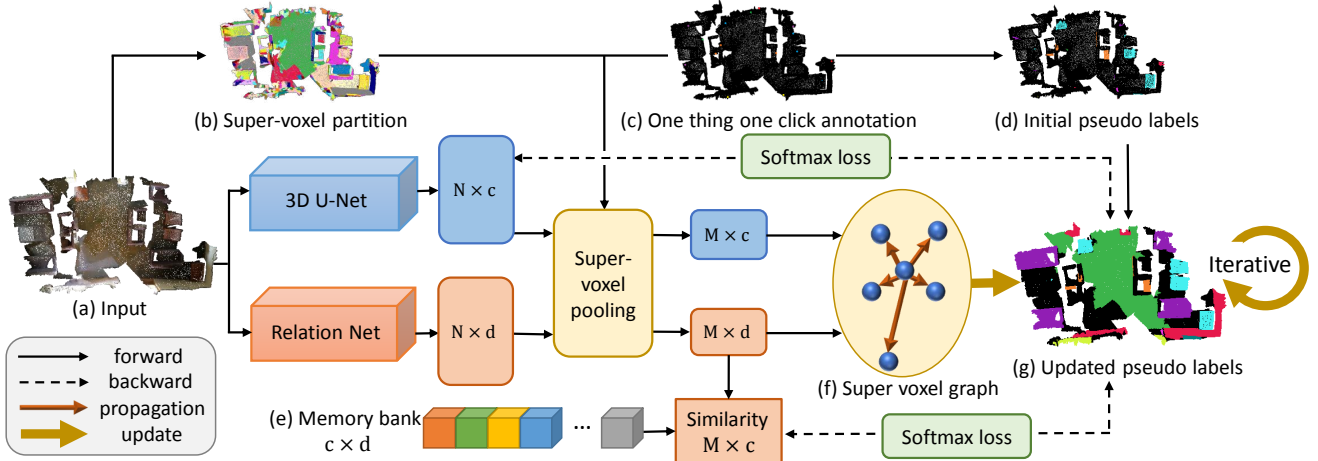 (b) Super-voxel partition
(c) One thing one click annotation
(d) Initial pseudo labels
Softmax loss
3D U-Net
N × c
M × c
Super-
voxel
pooling
Iterative
(a) Input
Relation Net
N × d
M × d
(f) Super voxel graph
(g) Updated pseudo labels
forward
backward
propagation
update
(e) Memory bank
c × d
...
Similarity
M × c
Softmax loss